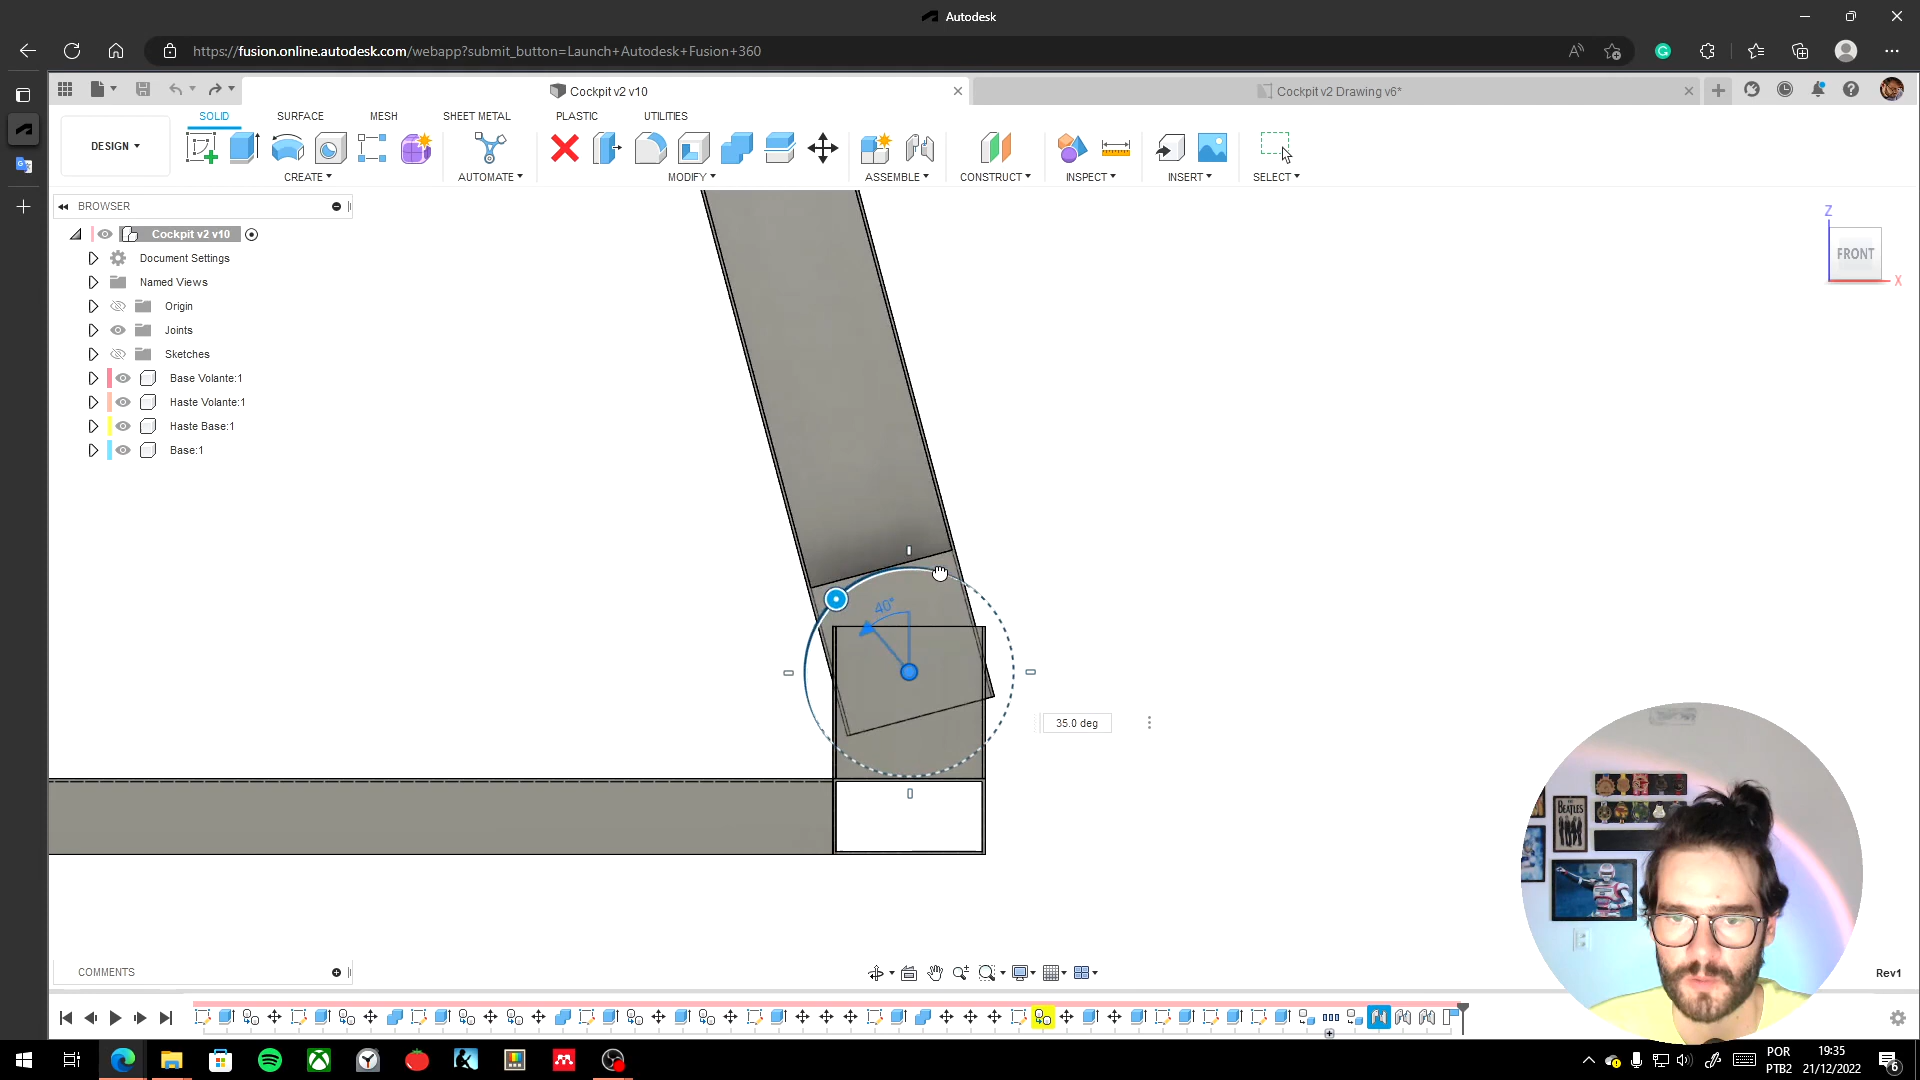 Autodesk
https://fusion.online.autodesk.com/webapp?submit_button=Launch+Autodesk+Fusion+360
Cockpit v2 v10
Cockpit v2 Drawing v6*
SOLID SURFACE MESH SHEET METAL PLASTIC UTILITIES
DESIGN
CREATE AUTOMATE MODIFY ASSEMBLE CONSTRUCT INSPECT INSERT SELECT
BROWSER
Cockpit v2 v10
Document Settings
Named Views
Origin
Joints
Sketches
Base Volante:1
Haste Volante:1
Haste Base:1
Base:1
Z
FRONT
X
40°
35.0 deg
BEATLES
COMMENTS
Rev1
POR
PTB2
19:35
21/12/2022
6